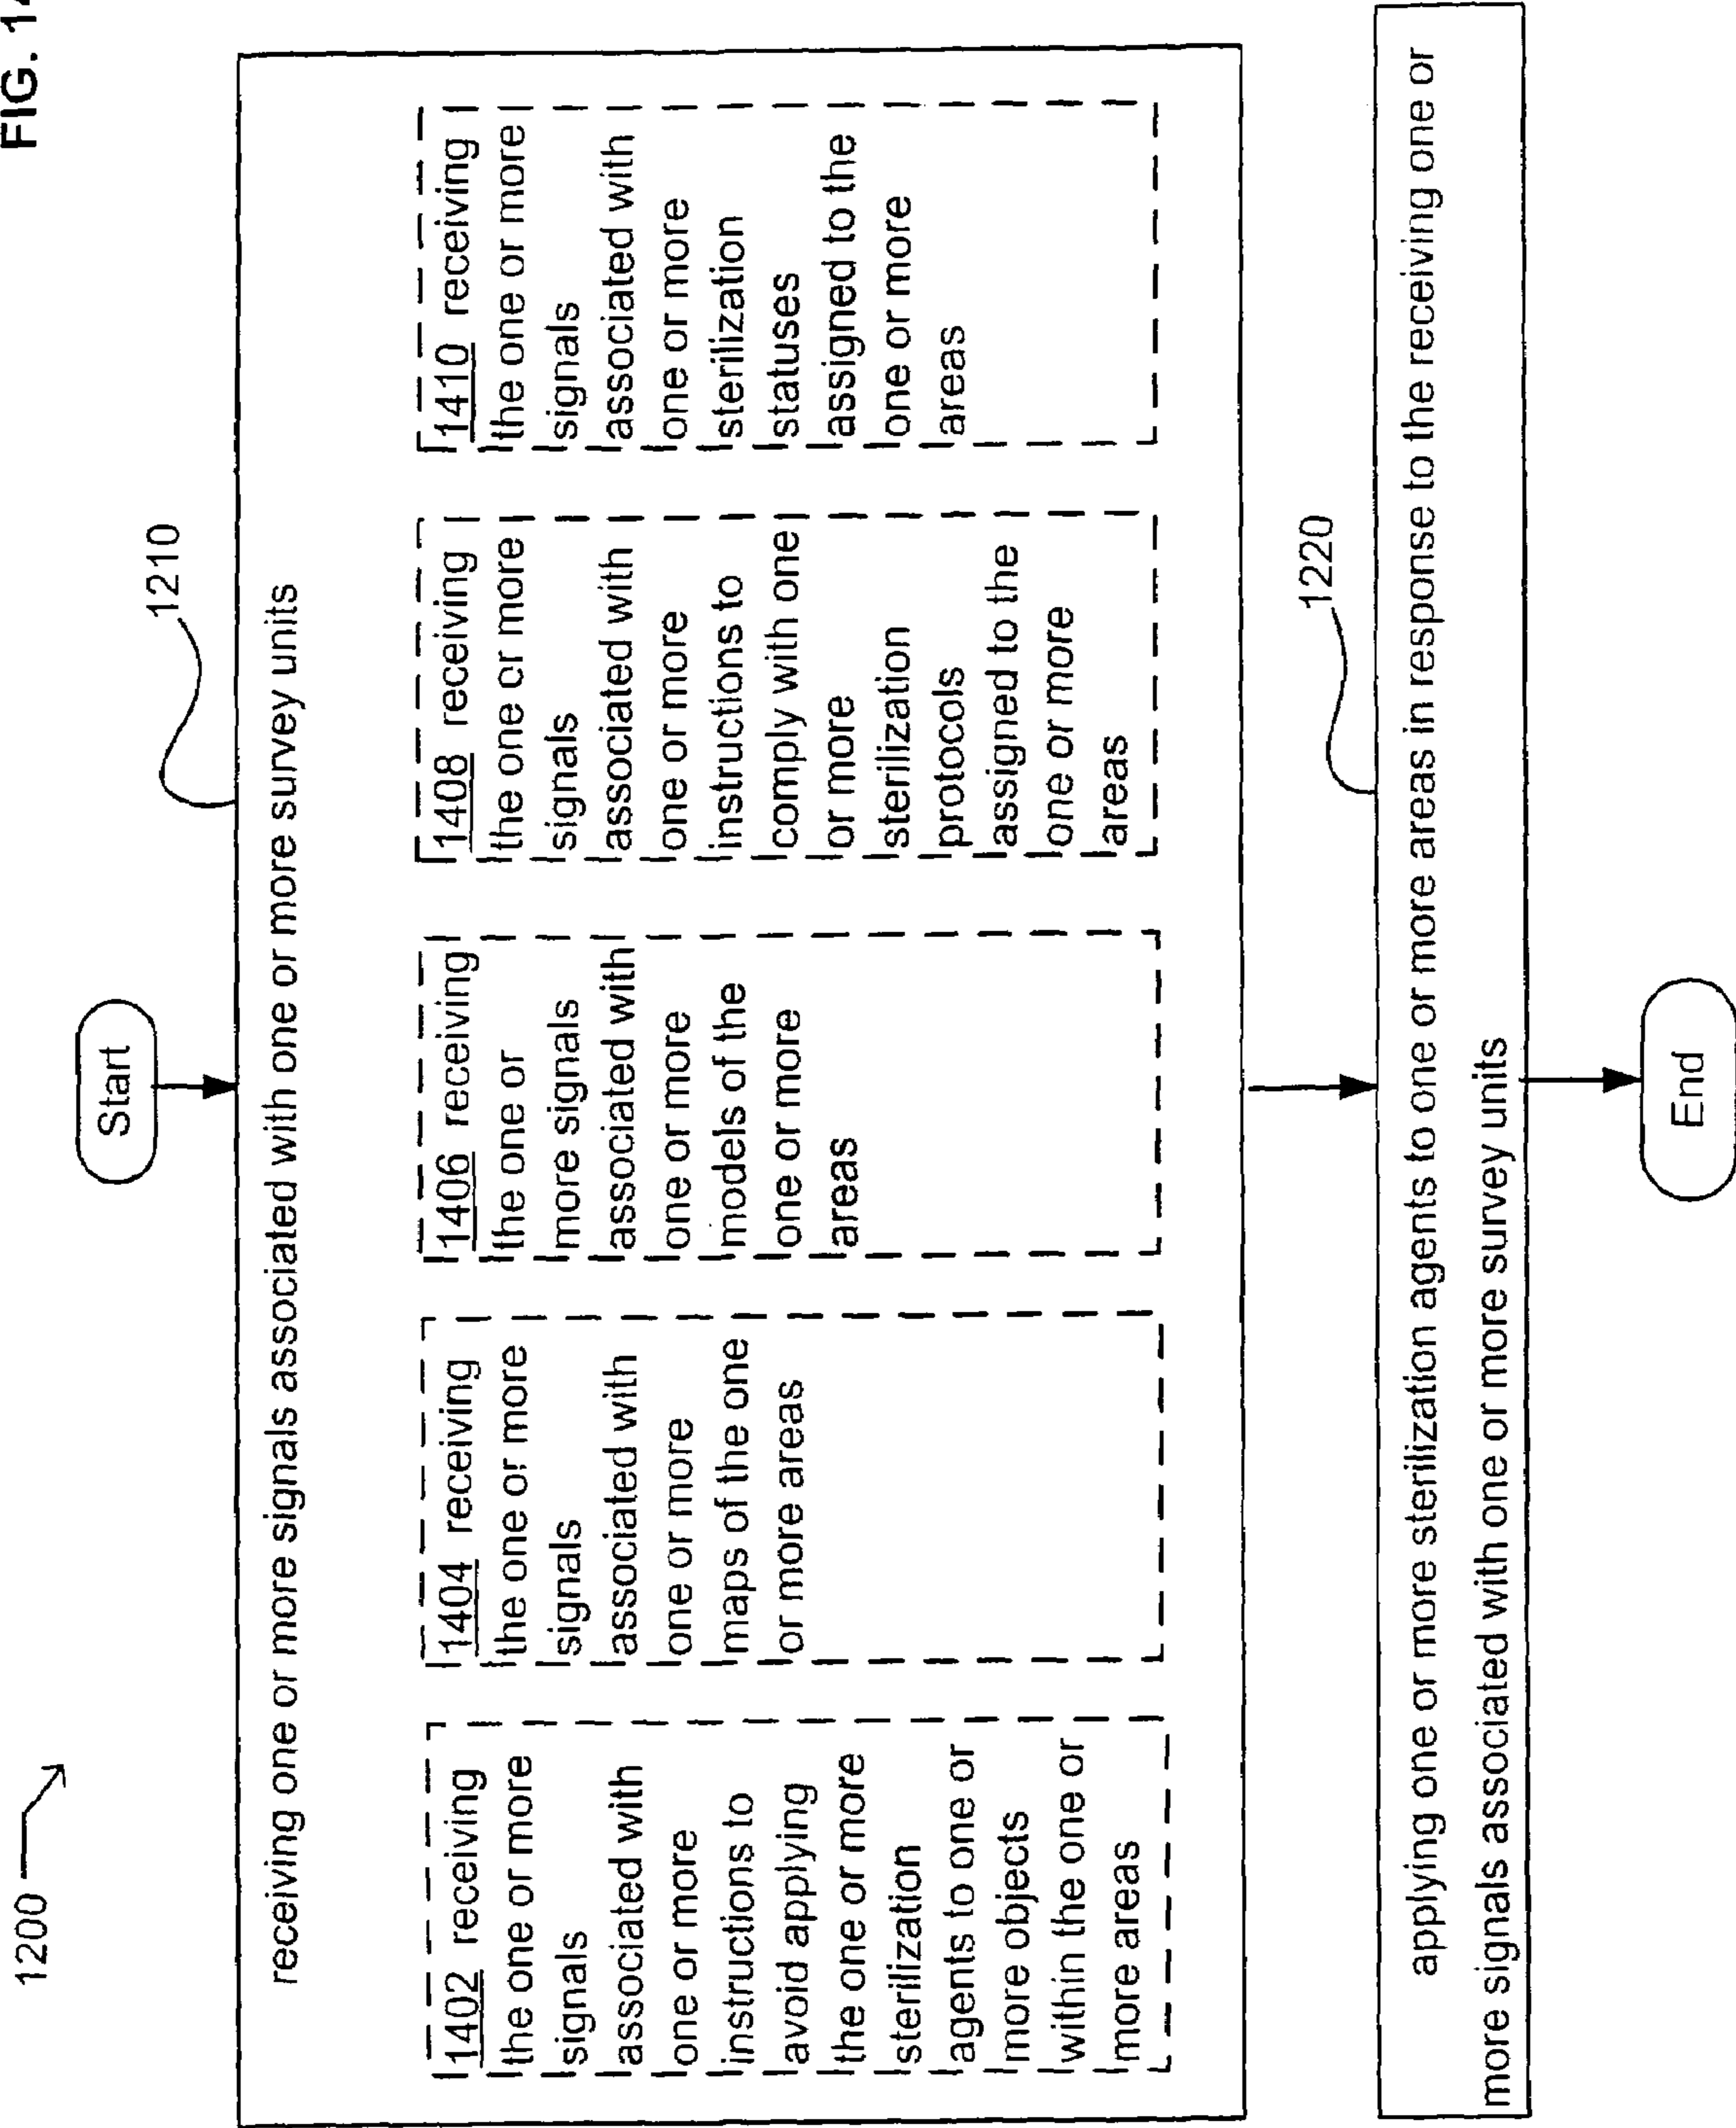 FIG. 14
1200
Start
1210
receiving one or more signals associated with one or more survey units
1402 receiving
the one or more
signals
associated with
one or more
instructions to
avoid applying
the one or more
sterilization
agents to one or
more objects
within the one or
more areas
1404 receiving
the one or more
signals
associated with
one or more
maps of the one
or more areas
1406 receiving
the one or
more signals
associated with
one or more
models of the
one or more
areas
1408 receiving
the one or more
signals
associated with
one or more
instructions to
comply with one
or more
sterilization
protocols
assigned to the
one or more
areas
1410 receiving
the one or more
signals
associated with
one or more
sterilization
statuses
assigned to the
one or more
areas
1220
applying one or more sterilization agents to one or more areas in response to the receiving one or
more signals associated with one or more survey units
End